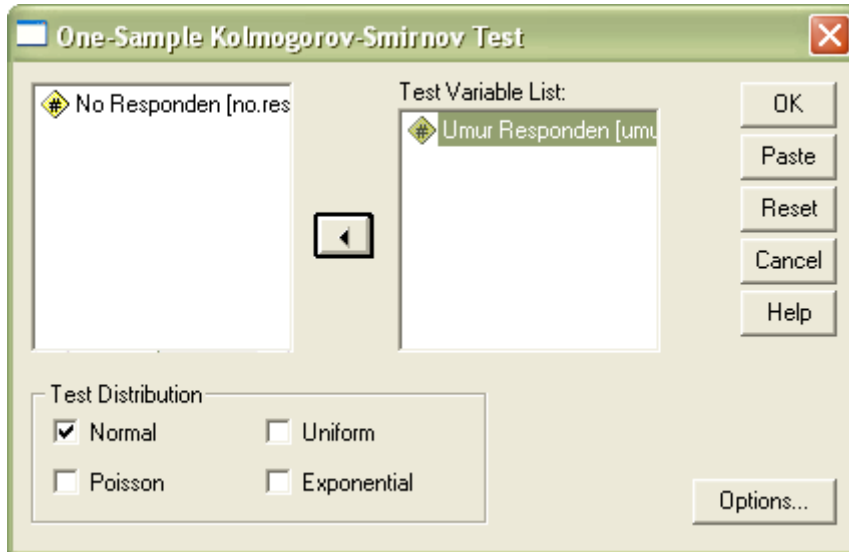 One-Sample Kolmogorov-Smirnov Test
No Responden [no.res
Test Variable List:
Umur Responden [umu
OK
Paste
Reset
Cancel
Help
Test Distribution
Normal
Uniform
Poisson
Exponential
Options...